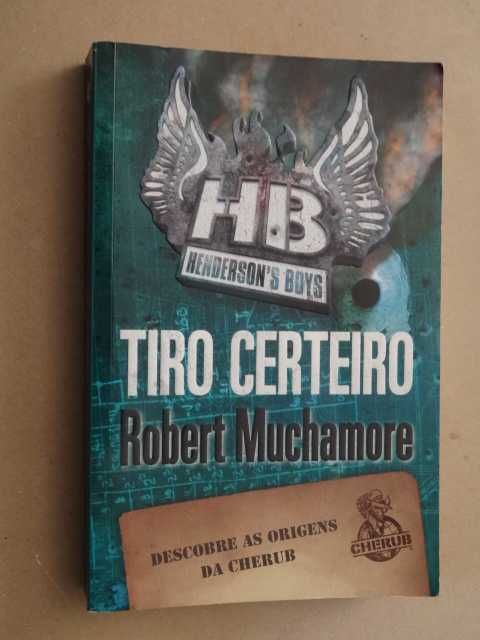 HB
HENDERSON'S BOYS
TIRO CERTEIRO
Robert Muchamore
DESCOBRE AS ORIGENS
DA CHERUB
CHERUB